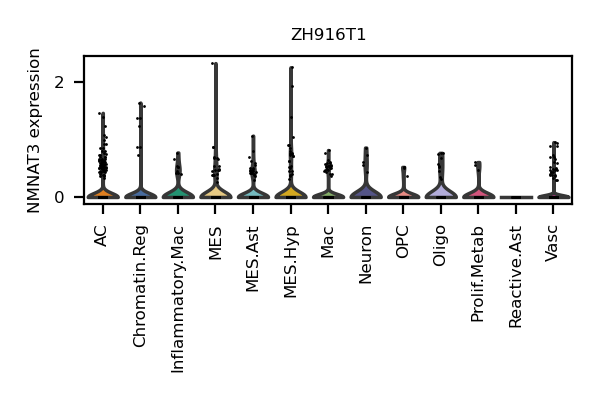 ZH916T1
NMNAT3 expression
2
0
AC
Chromatin.Reg
Inflammatory.Mac
MES
MES.Ast
MES.Hyp
Mac
Neuron
OPC
Oligo
Prolif.Metab
Reactive.Ast
Vasc